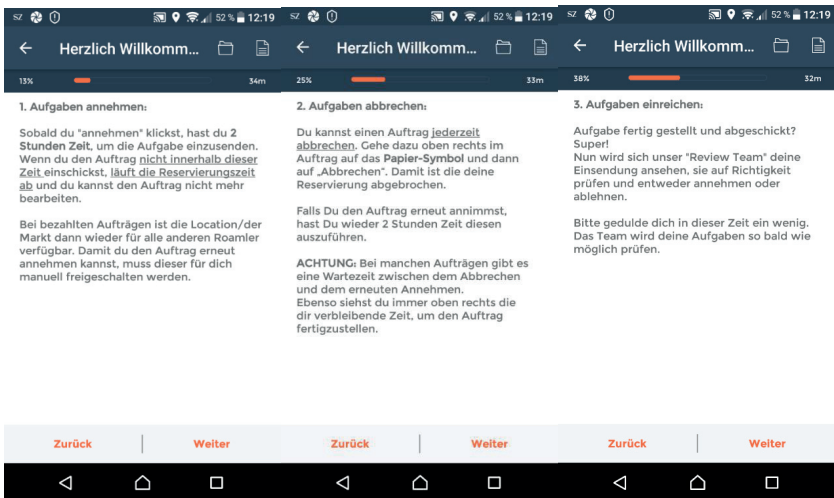 SZ 52 % 12:19
Herzlich Willkomm...
13% 34m
1. Aufgaben annehmen:
Sobald du "annehmen" klickst, hast du 2
Stunden Zeit, um die Aufgabe einzusenden.
Wenn du den Auftrag nicht innerhalb dieser
Zeit einschickst, läuft die Reservierungszeit
ab und du kannst den Auftrag nicht mehr
bearbeiten.
Bei bezahlten Aufträgen ist die Location/der
Markt dann wieder für alle anderen Roamler
verfügbar. Damit du den Auftrag erneut
annehmen kannst, muss dieser für dich
manuell freigeschalten werden.
Zurück Weiter
SZ 52 % 12:19
Herzlich Willkomm...
25% 33m
2. Aufgaben abbrechen:
Du kannst einen Auftrag jederzeit
abbrechen. Gehe dazu oben rechts im
Auftrag auf das Papier-Symbol und dann
auf „Abbrechen". Damit ist die deine
Reservierung abgebrochen.
Falls Du den Auftrag erneut annimmst,
hast Du wieder 2 Stunden Zeit diesen
auszuführen.
ACHTUNG: Bei manchen Aufträgen gibt es
eine Wartezeit zwischen dem Abbrechen
und dem erneuten Annehmen.
Ebenso siehst du immer oben rechts die
dir verbleibende Zeit, um den Auftrag
fertigzustellen.
Zurück Weiter
SZ 52 % 12:19
Herzlich Willkomm...
38% 32m
3. Aufgaben einreichen:
Aufgabe fertig gestellt und abgeschickt?
Super!
Nun wird sich unser "Review Team" deine
Einsendung ansehen, sie auf Richtigkeit
prüfen und entweder annehmen oder
ablehnen.
Bitte gedulde dich in dieser Zeit ein wenig.
Das Team wird deine Aufgaben so bald wie
möglich prüfen.
Zurück Weiter